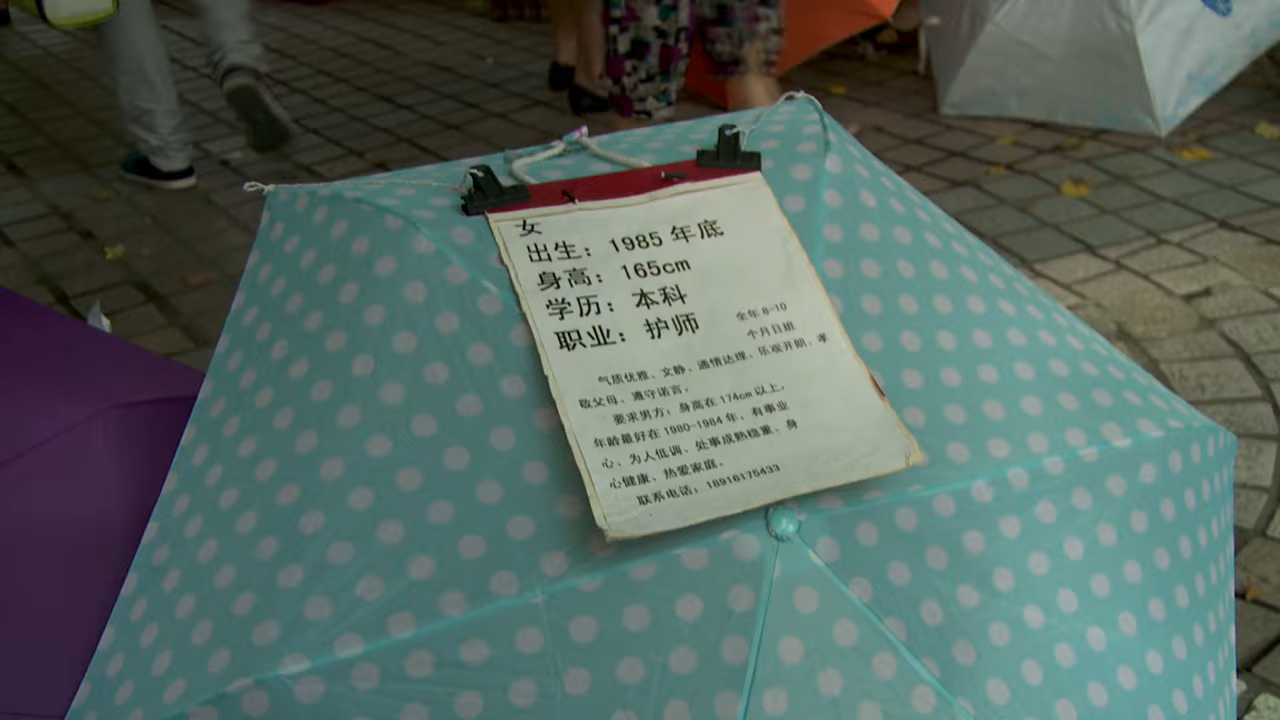 女
出生：1985 年底
身高：165cm
学历：本科
职业：护师
全年 8-10
个月日班
气质优雅、文静、通情达理、乐观开朗、孝
敬父母、遵守诺言。
要求男方：身高在 174cm 以上，
年龄最好在 1980-1984 年，有事业
心、为人低调、处事成熟稳重、身
心健康、热爱家庭。
联系电话：18916175433